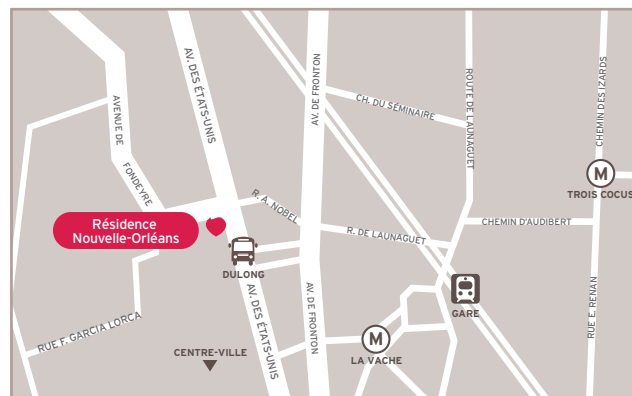 AV. DES ÉTATS-UNIS
AVENUE DE
FONDEYRE
AV. DE FRONTON
CH. DU SÉMINAIRE
ROUTE DE LAUNAGUET
CHEMIN DES IZARDS
M
TROIS COCUS
R. A. NOBEL
CHEMIN D'AUDIBERT
Résidence
Nouvelle-Orléans
R. DE LAUNAGUET
DULONG
AV. DES ÉTATS-UNIS
AV. DE FRONTON
GARE
RUE E. RENAN
RUE F. GARCIA LORCA
M
CENTRE-VILLE
LA VACHE